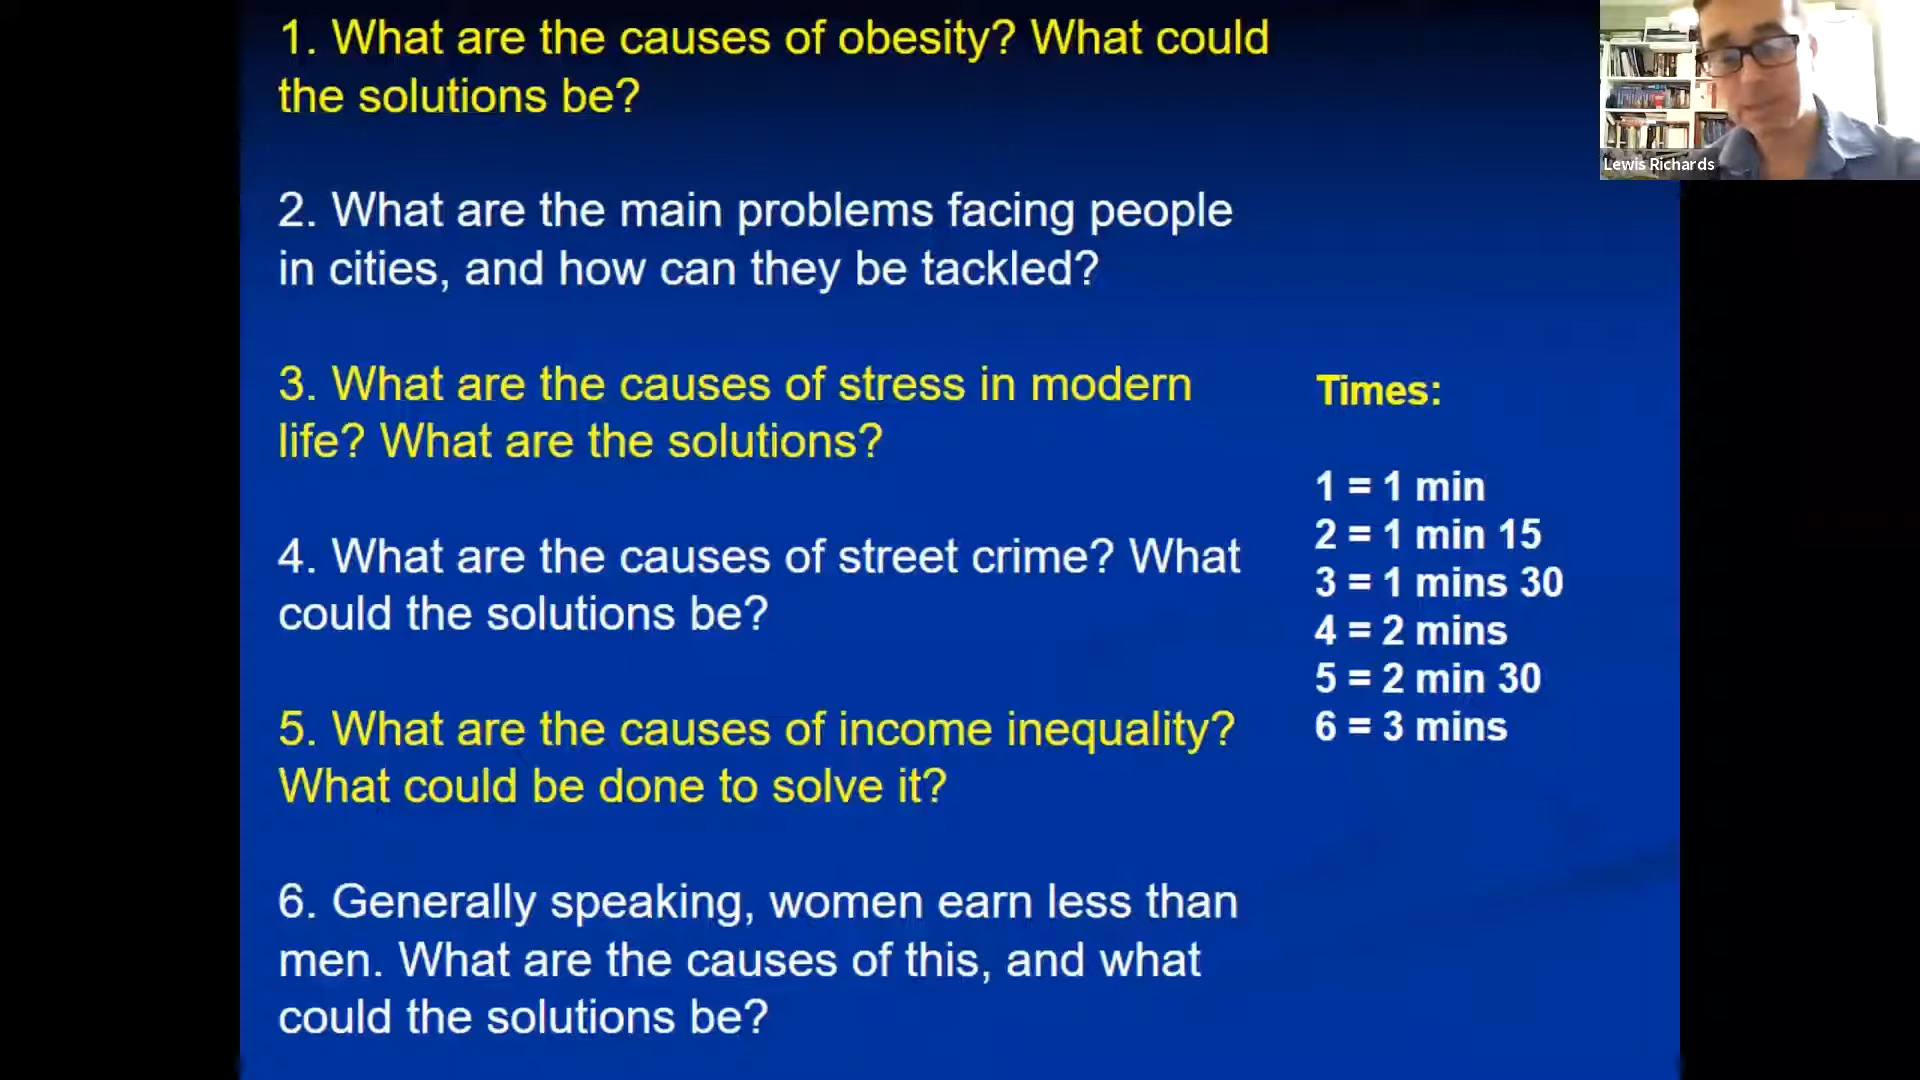 1. What are the causes of obesity? What could
the solutions be?
2. What are the main problems facing people
in cities, and how can they be tackled?
3. What are the causes of stress in modern
life? What are the solutions?
4. What are the causes of street crime? What
could the solutions be?
5. What are the causes of income inequality?
What could be done to solve it?
6. Generally speaking, women earn less than
men. What are the causes of this, and what
could the solutions be?
Times:
1 = 1 min
2 = 1 min 15
3 = 1 mins 30
4 = 2 mins
5 = 2 min 30
6 = 3 mins
Lewis Richards